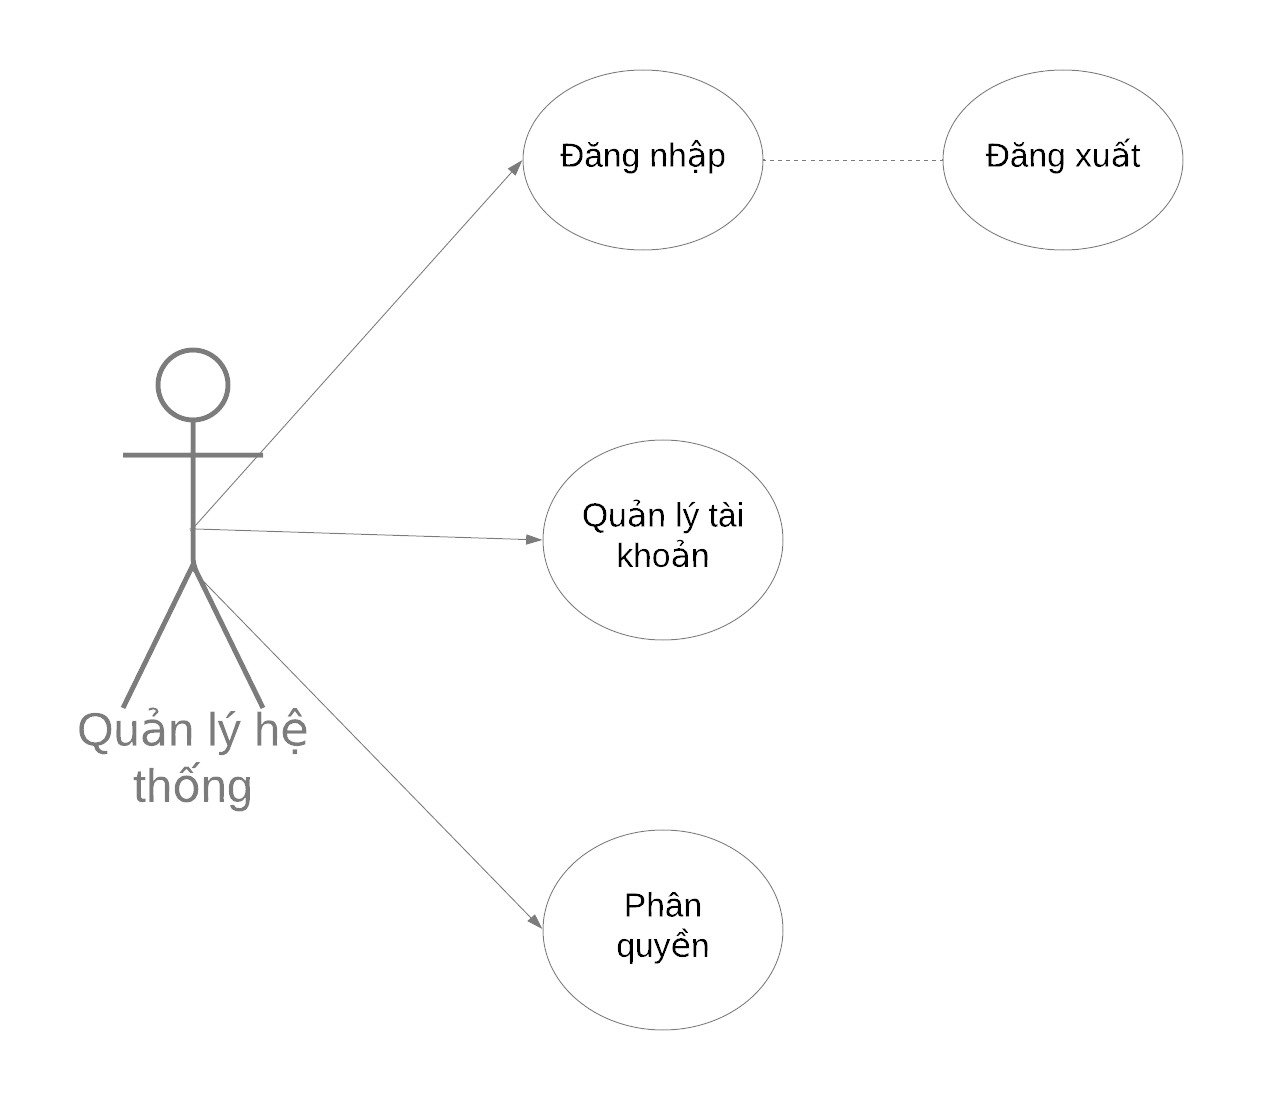 Đăng nhập
Đăng xuất
Quản lý tài
khoản
Quản lý hệ
thống
Phân
quyền